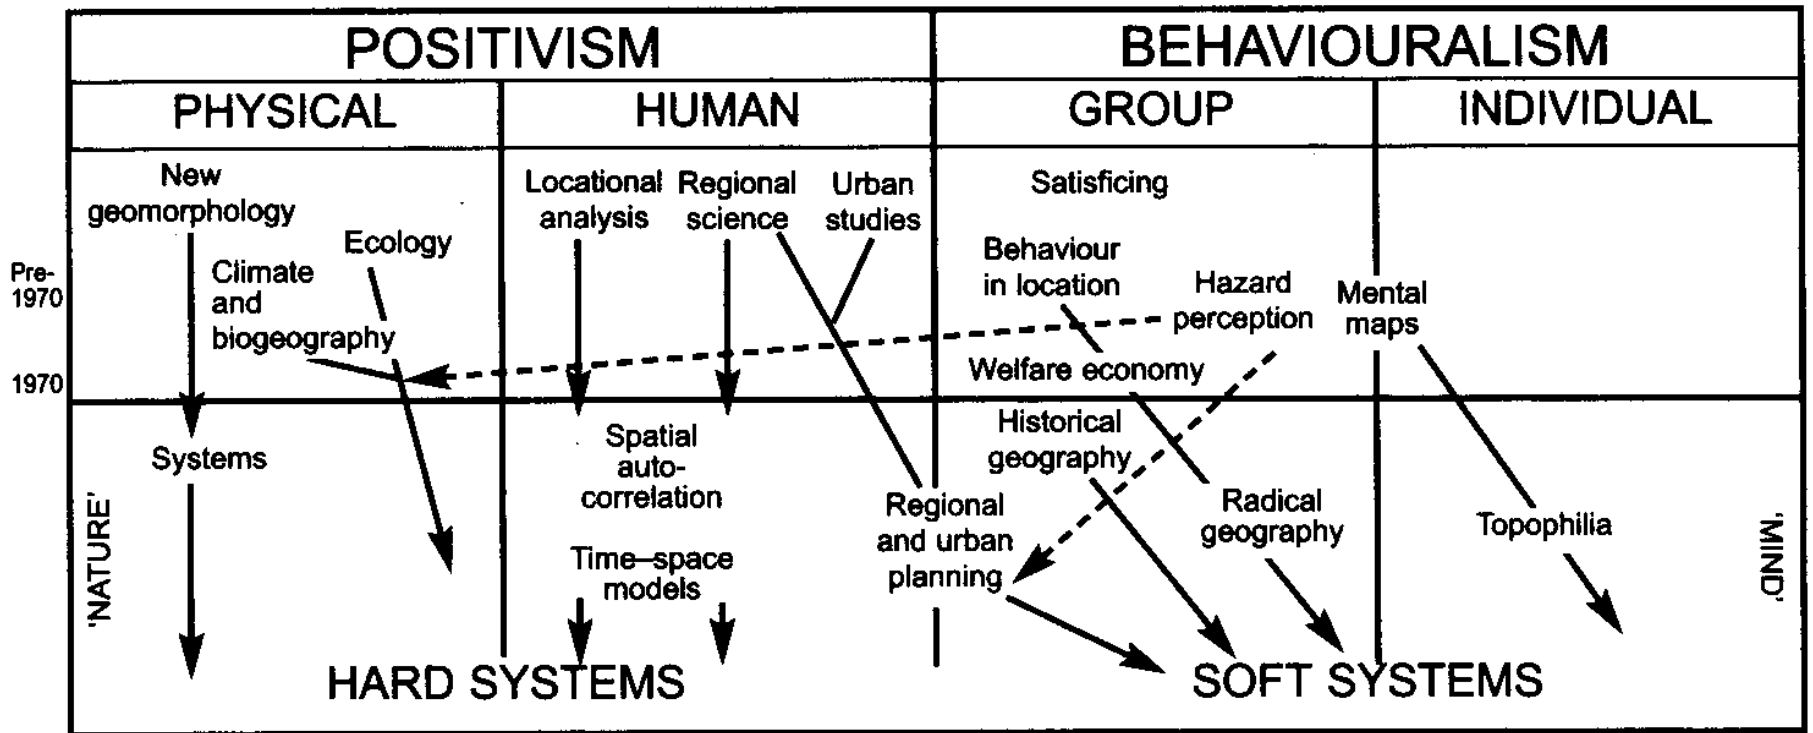 POSITIVISM
BEHAVIOURALISM
PHYSICAL
HUMAN
GROUP
INDIVIDUAL
New
geomorphology
Ecology
Climate
and
biogeography
Locational
analysis
Regional
science
Urban
studies
Satisficing
Behaviour
in location
Hazard
perception
Mental
maps
Welfare economy
Pre-
1970
1970
Systems
Spatial
auto-
correlation
Time–space
models
Regional
and urban
planning
Historical
geography
Radical
geography
Topophilia
'NATURE'
'MIND'
HARD SYSTEMS
SOFT SYSTEMS